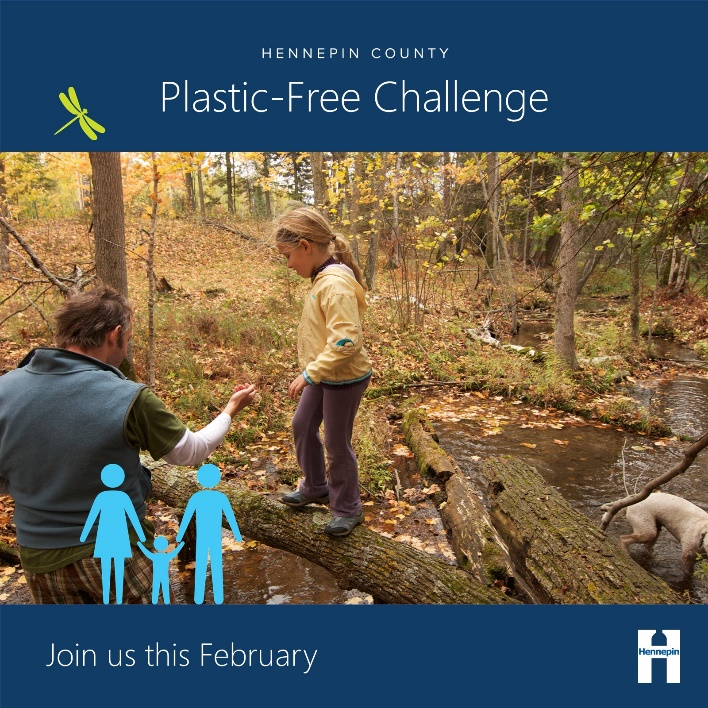 HENNEPIN COUNTY
Plastic-Free Challenge
Join us this February
Hennepin